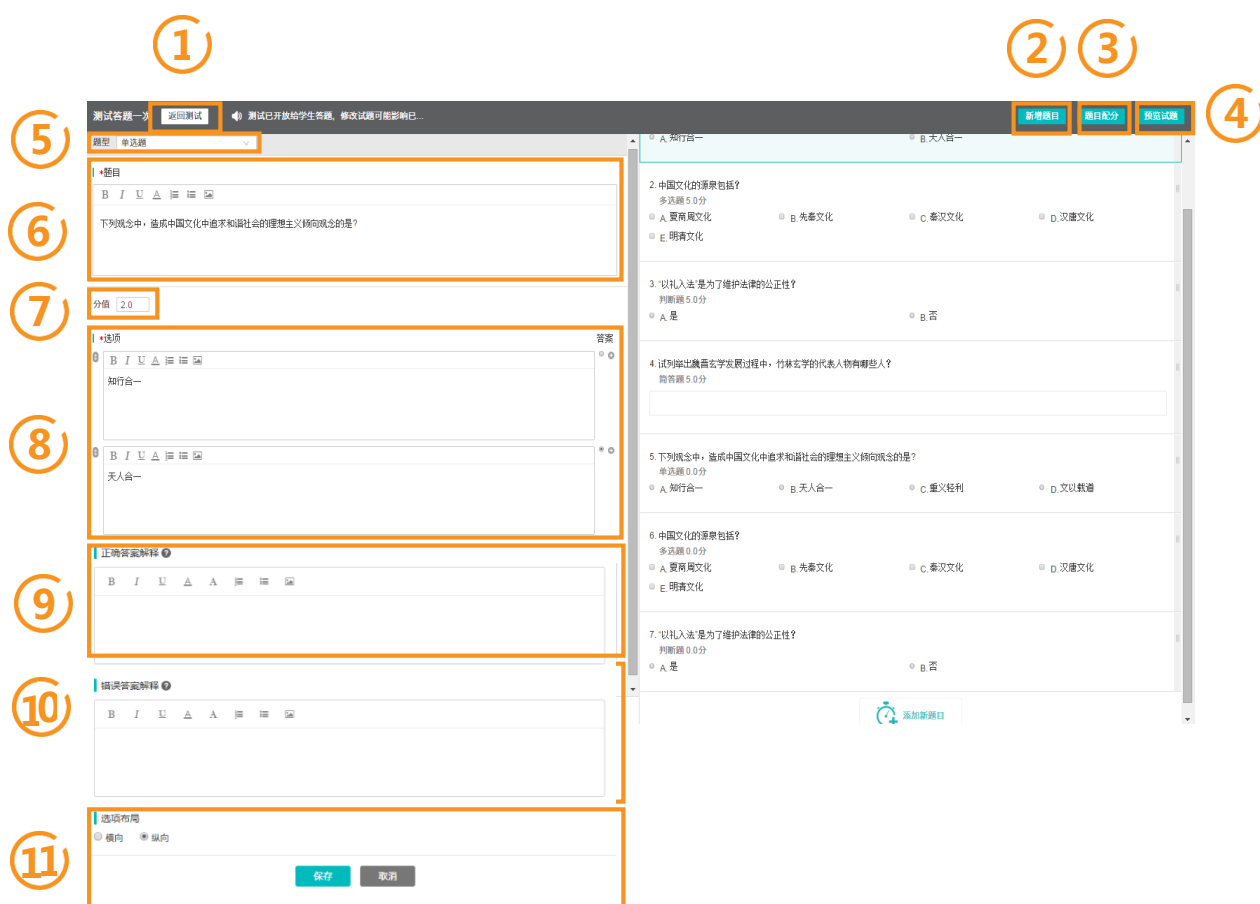 1
2
3
4
测试答题一次 返回测试 测试已开放给学生答题,修改试题可能影响已... 新增题目 题目配分 预览试题
5
题型 单选题
*题目
B I U A
6
下列观念中,造成中国文化中追求和谐社会的理想主义倾向观念的是?
7
分值 2.0
*选项 答案
B I U A
知行合一
8
B I U A
天人合一
正确答案解释 ?
B I U A A
9
错误答案解释 ?
10
B I U A A
选项布局
横向 纵向
11
保存 取消
A.知行合一 B.天人合一
2. 中国文化的源泉包括?
多选题 5.0分
A.夏商周文化 B.先秦文化 C.秦汉文化 D.汉唐文化
E.明清文化
3. “以礼入法”是为了维护法律的公正性?
判断题 5.0分
A.是 B.否
4. 试列举出魏晋玄学发展过程中,竹林玄学的代表人物有哪些人?
简答题 5.0分
5. 下列观念中,造成中国文化中追求和谐社会的理想主义倾向观念的是?
单选题 0.0分
A.知行合一 B.天人合一 C.重义轻利 D.文以载道
6. 中国文化的源泉包括?
多选题 0.0分
A.夏商周文化 B.先秦文化 C.秦汉文化 D.汉唐文化
E.明清文化
7. “以礼入法”是为了维护法律的公正性?
判断题 0.0分
A.是 B.否
添加新题目